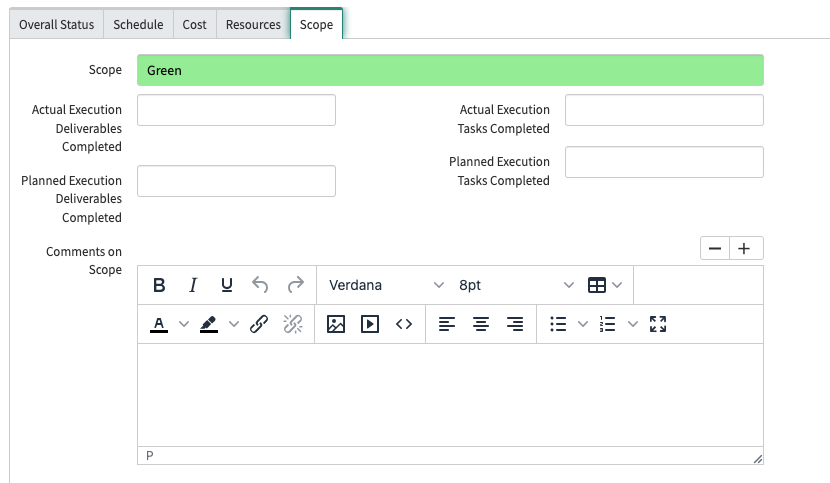 Overall Status Schedule Cost Resources Scope
Scope Green
Actual Execution Deliverables Completed
Actual Execution Tasks Completed
Planned Execution Deliverables Completed
Planned Execution Tasks Completed
Comments on Scope
B I U Verdana 8pt
A
P